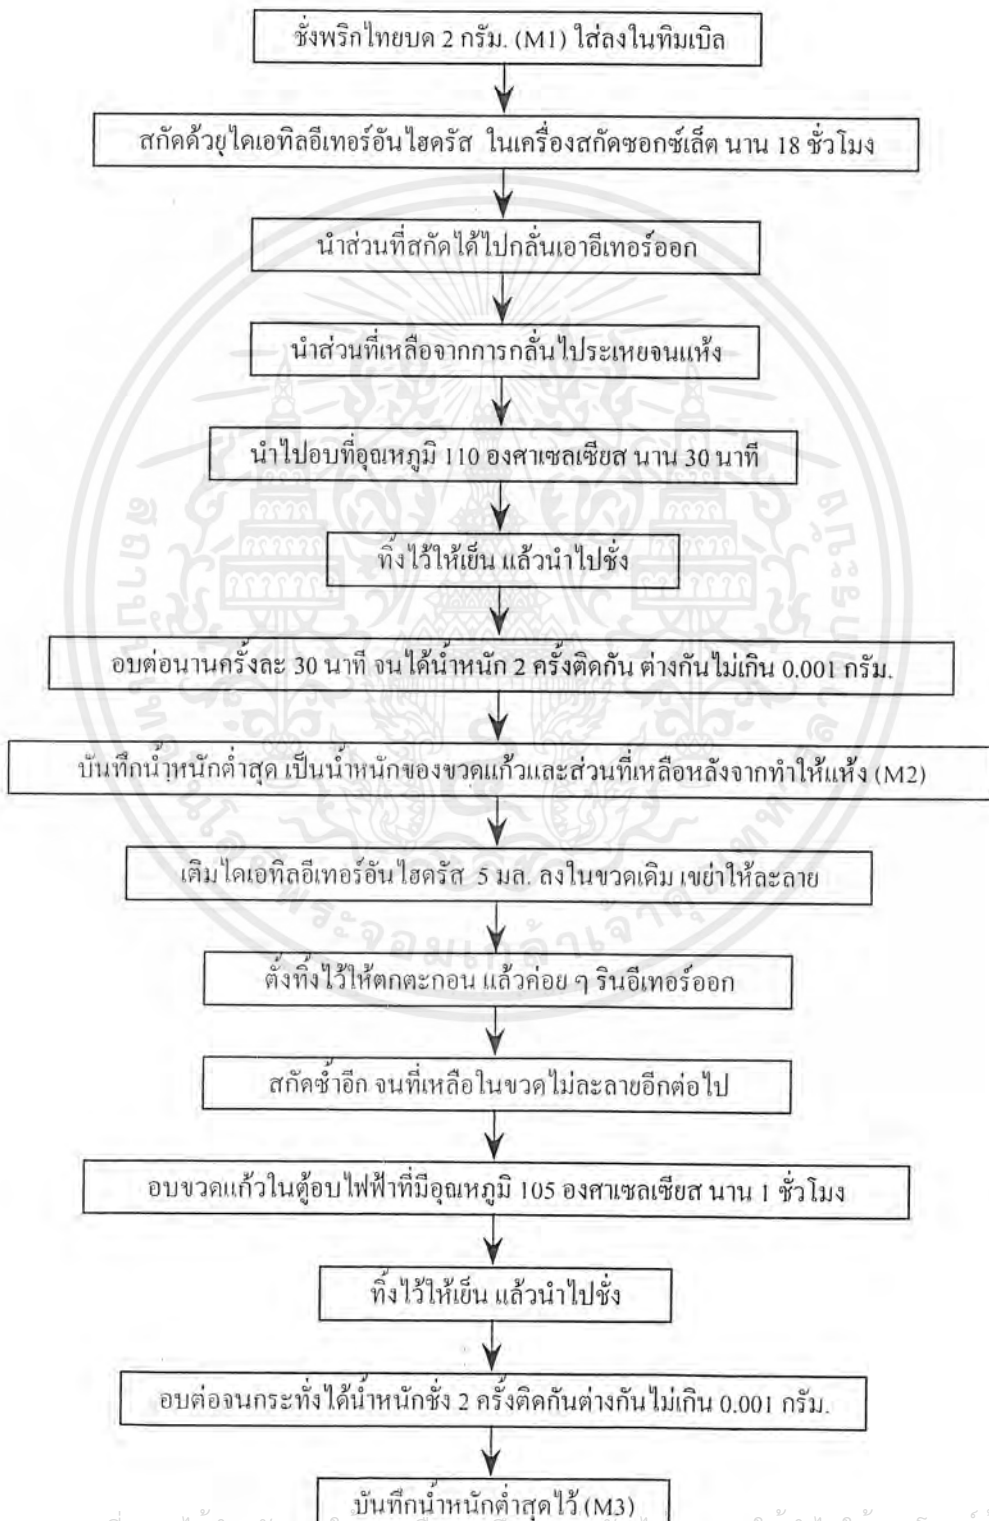 ชั่งพริกไทยบด 2 กรัม. (M1) ใส่ลงในทิมเบิล
สกัดด้วยไดเอทิลอีเทอร์อันไฮดรัส ในเครื่องสกัดซอกซ์เล็ต นาน 18 ชั่วโมง
นำส่วนที่สกัดได้ไปกลั่นเอาอีเทอร์ออก
นำส่วนที่เหลือจากการกลั่นไประเหยจนแห้ง
นำไปอบที่อุณหภูมิ 110 องศาเซลเซียส นาน 30 นาที
ทิ้งไว้ให้เย็น แล้วนำไปชั่ง
อบต่อนานครั้งละ 30 นาที จนได้น้ำหนัก 2 ครั้งติดกัน ต่างกันไม่เกิน 0.001 กรัม.
บันทึกน้ำหนักต่ำสุด เป็นน้ำหนักของขวดแก้วและส่วนที่เหลือหลังจากทำให้แห้ง (M2)
เติมไดเอทิลอีเทอร์อันไฮดรัส 5 มล. ลงในขวดเดิม เขย่าให้ละลาย
ตั้งทิ้งไว้ให้ตกตะกอน แล้วค่อย ๆ รินอีเทอร์ออก
สกัดซ้ำอีก จนที่เหลือในขวดไม่ละลายอีกต่อไป
อบขวดแก้วในตู้อบไฟฟ้าที่มีอุณหภูมิ 105 องศาเซลเซียส นาน 1 ชั่วโมง
ทิ้งไว้ให้เย็น แล้วนำไปชั่ง
อบต่อจนกระทั่งได้น้ำหนักชั่ง 2 ครั้งติดกันต่างกันไม่เกิน 0.001 กรัม.
บันทึกน้ำหนักต่ำสุดไว้ (M3)